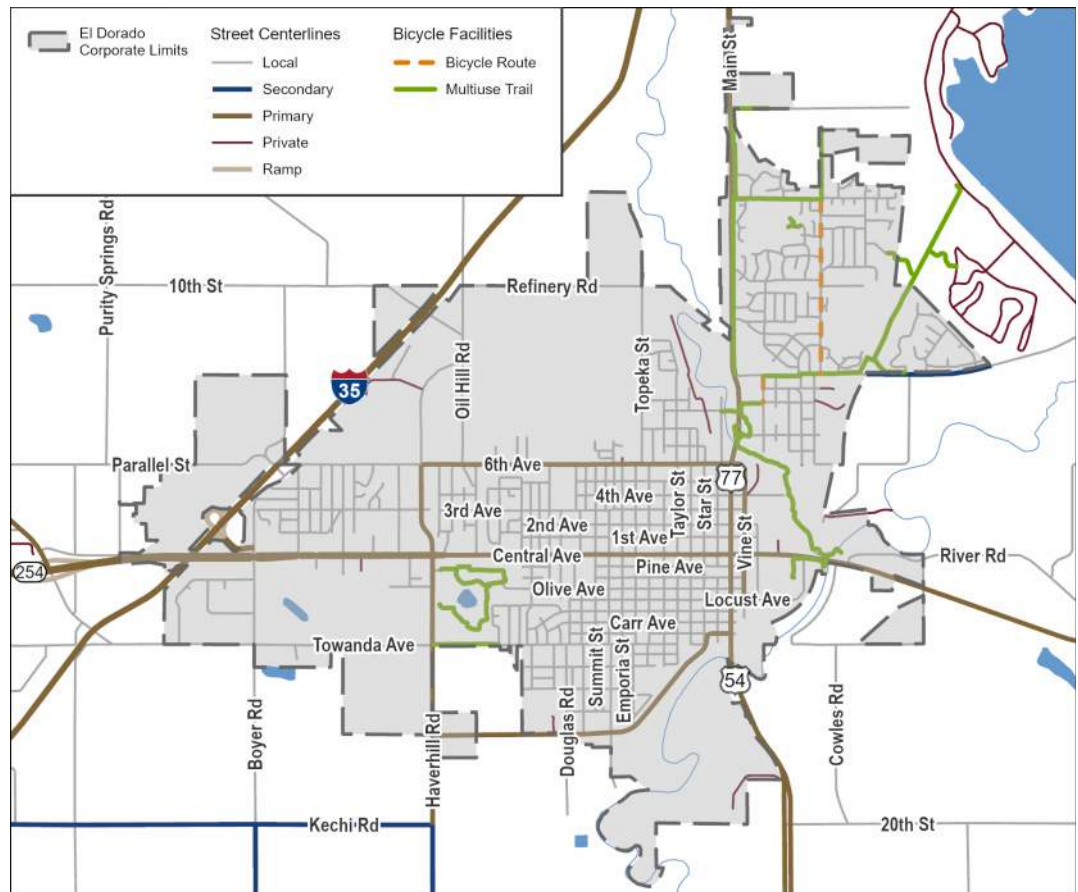 El Dorado
Corporate Limits
Street Centerlines
Local
Secondary
Primary
Private
Ramp
Bicycle Facilities
Bicycle Route
Multiuse Trail
Main St
Purity Springs Rd
10th St
Refinery Rd
35
Oil Hill Rd
Topeka St
Parallel St
6th Ave
77
4th Ave
Taylor St
Star St
3rd Ave
2nd Ave
1st Ave
Vine St
Central Ave
River Rd
254
Pine Ave
Olive Ave
Locust Ave
Carr Ave
Towanda Ave
Summit St
Emporia St
54
Boyer Rd
Haverhill Rd
Douglas Rd
Cowles Rd
Kechi Rd
20th St